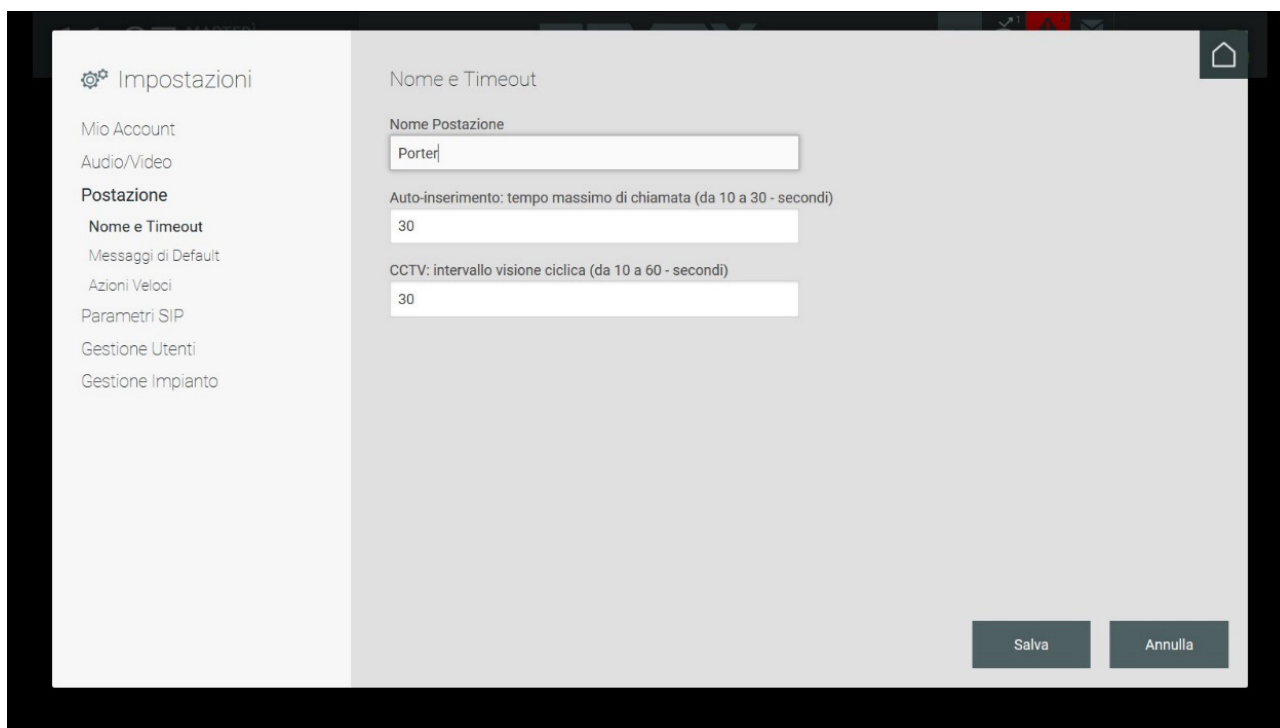 Impostazioni
Mio Account
Audio/Video
Postazione
Nome e Timeout
Messaggi di Default
Azioni Veloci
Parametri SIP
Gestione Utenti
Gestione Impianto
Nome e Timeout
Nome Postazione
Porter
Auto-inserimento: tempo massimo di chiamata (da 10 a 30 - secondi)
30
CCTV: intervallo visione ciclica (da 10 a 60 - secondi)
30
Salva
Annulla